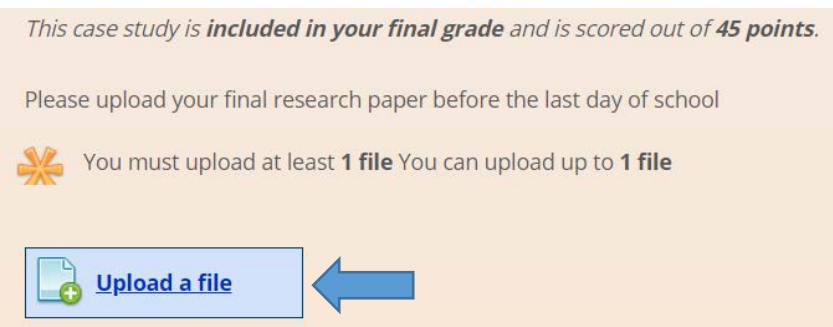 This case study is included in your final grade and is scored out of 45 points.
Please upload your final research paper before the last day of school
You must upload at least 1 file You can upload up to 1 file
Upload a file